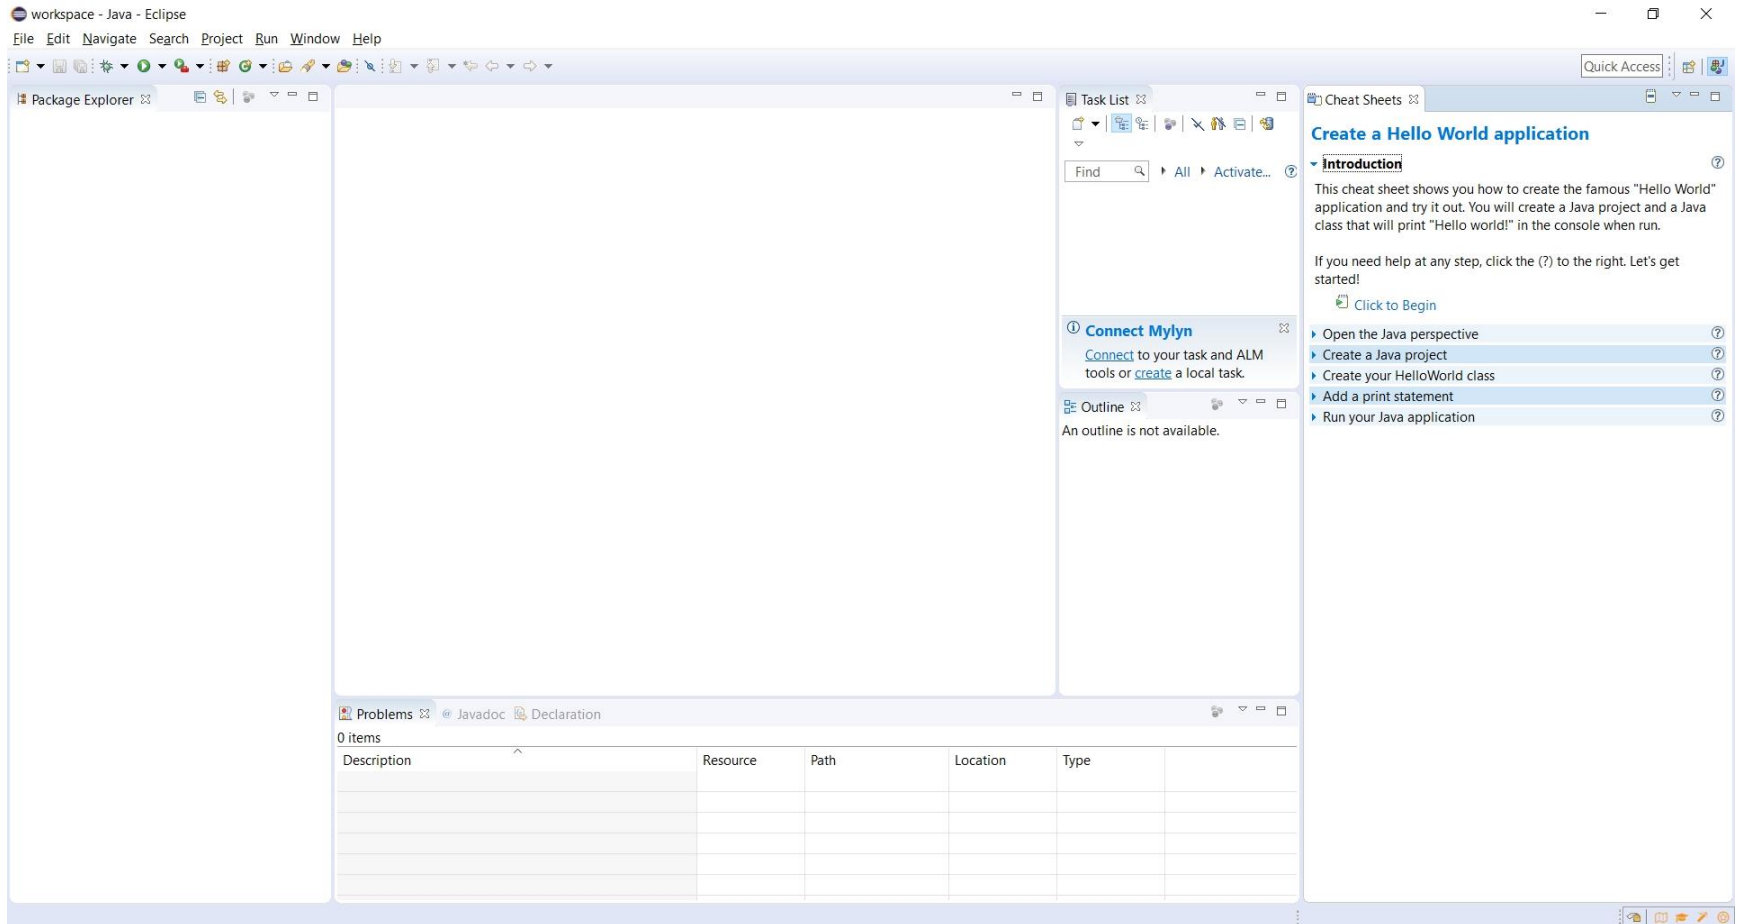 workspace - Java - Eclipse
File Edit Navigate Search Project Run Window Help
Quick Access
Package Explorer
Task List
Find
All
Activate...
Connect Mylyn
Connect to your task and ALM
tools or create a local task.
Outline
An outline is not available.
Cheat Sheets
Create a Hello World application
Introduction
This cheat sheet shows you how to create the famous "Hello World"
application and try it out. You will create a Java project and a Java
class that will print "Hello world!" in the console when run.
If you need help at any step, click the (?) to the right. Let's get
started!
Click to Begin
Open the Java perspective
Create a Java project
Create your HelloWorld class
Add a print statement
Run your Java application
Problems @ Javadoc Declaration
0 items
Description Resource Path Location Type